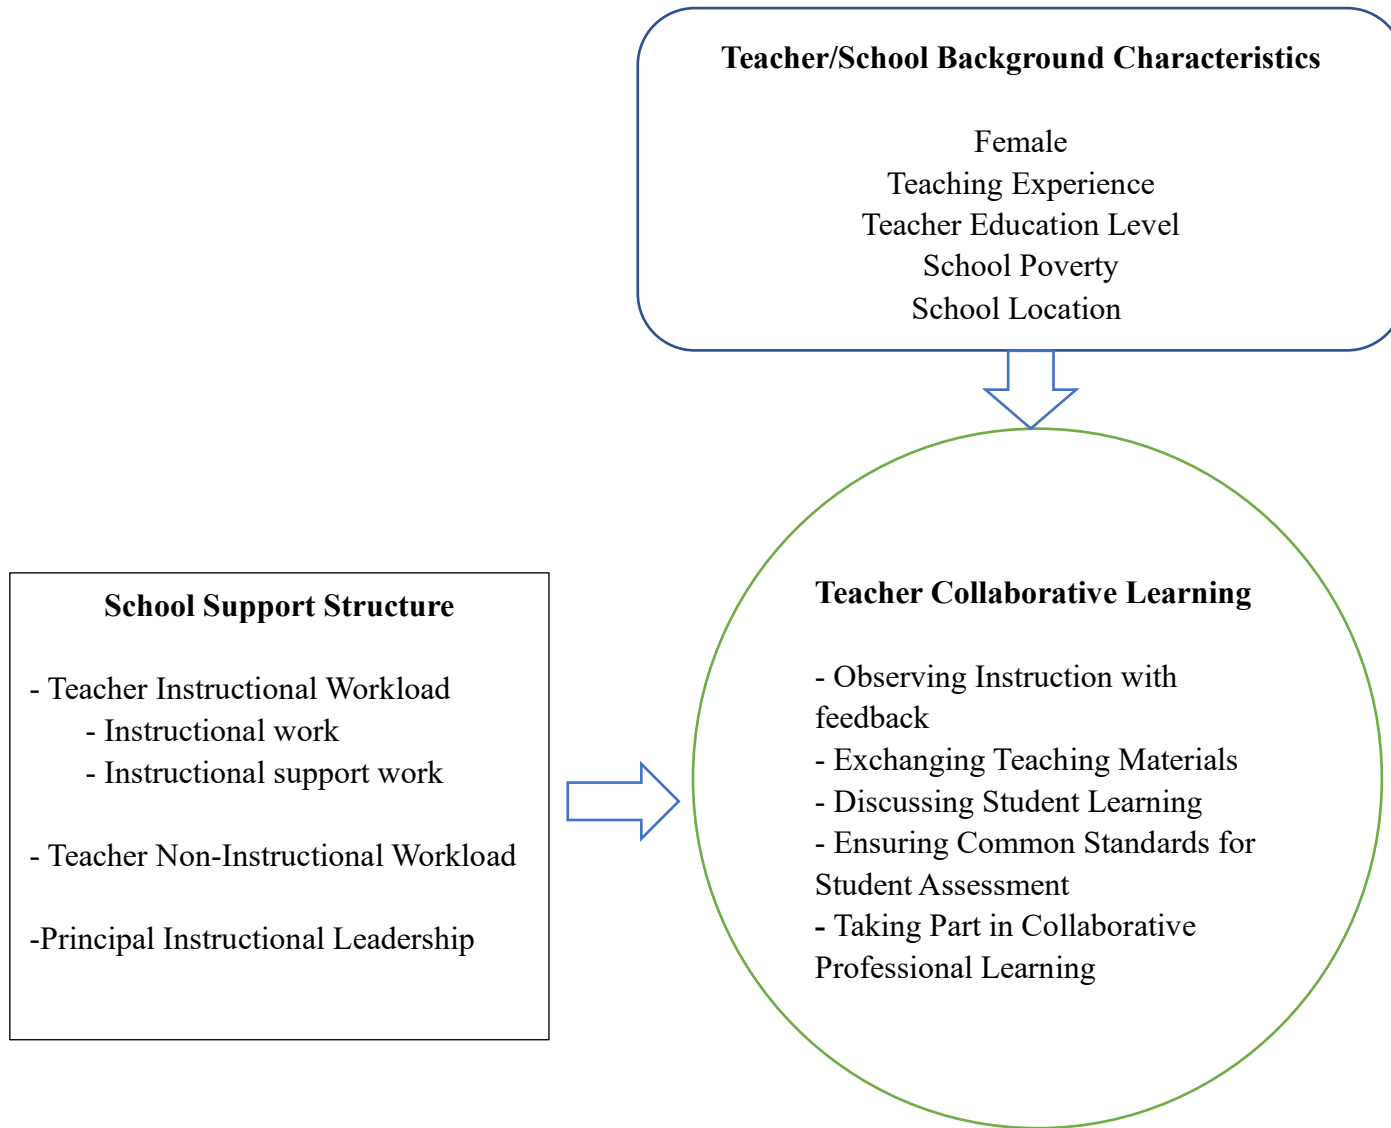 Teacher/School Background Characteristics
Female
Teaching Experience
Teacher Education Level
School Poverty
School Location
School Support Structure
- Teacher Instructional Workload
- Instructional work
- Instructional support work
- Teacher Non-Instructional Workload
-Principal Instructional Leadership
Teacher Collaborative Learning
- Observing Instruction with
feedback
- Exchanging Teaching Materials
- Discussing Student Learning
- Ensuring Common Standards for
Student Assessment
- Taking Part in Collaborative
Professional Learning